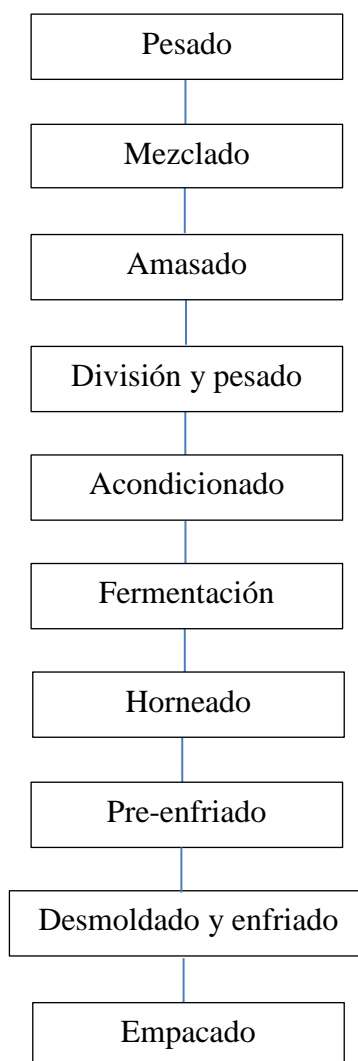 Pesado
Mezclado
Amasado
División y pesado
Acondicionado
Fermentación
Horneado
Pre-enfriado
Desmoldado y enfriado
Empacado